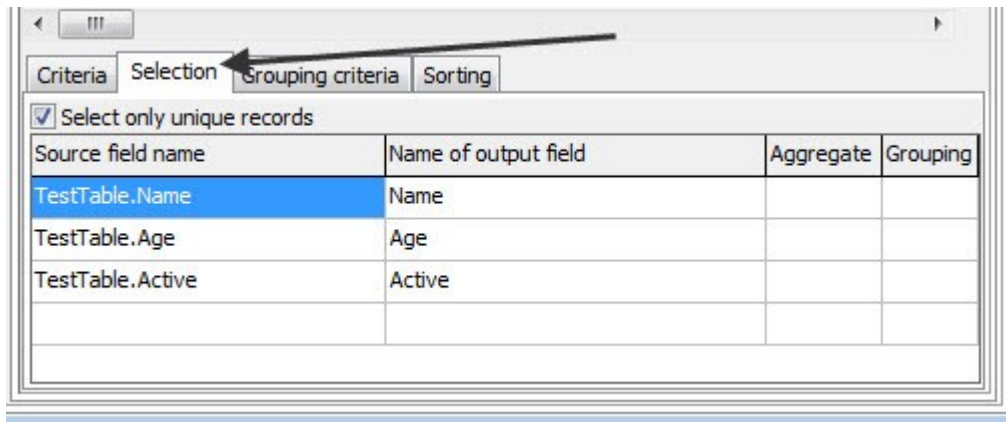 Criteria Selection Grouping criteria Sorting
Select only unique records
Source field name Name of output field Aggregate Grouping
TestTable.Name Name
TestTable.Age Age
TestTable.Active Active